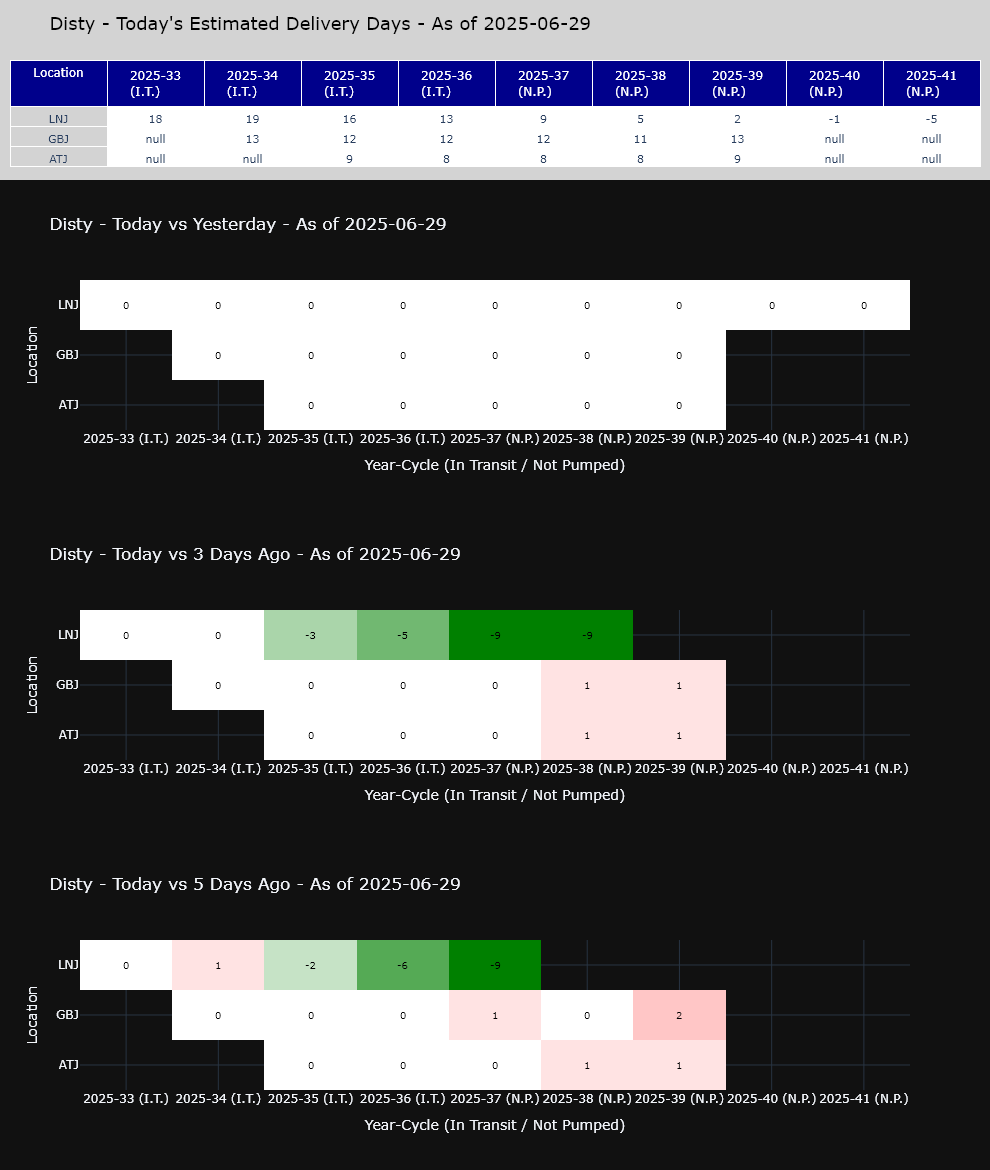 Disty - Today's Estimated Delivery Days - As of 2025-06-29
Location 2025-33 (I.T.) 2025-34 (I.T.) 2025-35 (I.T.) 2025-36 (I.T.) 2025-37 (N.P.) 2025-38 (N.P.) 2025-39 (N.P.) 2025-40 (N.P.) 2025-41 (N.P.)
LNJ 18 19 16 13 9 5 2 -1 -5
GBJ null 13 12 12 12 11 13 null null
ATJ null null 9 8 8 8 9 null null
Disty - Today vs Yesterday - As of 2025-06-29
LNJ 0 0 0 0 0 0 0 0 0
Location
GBJ 0 0 0 0 0 0
ATJ 0 0 0 0 0
2025-33 (I.T.) 2025-34 (I.T.) 2025-35 (I.T.) 2025-36 (I.T.) 2025-37 (N.P.) 2025-38 (N.P.) 2025-39 (N.P.) 2025-40 (N.P.) 2025-41 (N.P.)
Year-Cycle (In Transit / Not Pumped)
Disty - Today vs 3 Days Ago - As of 2025-06-29
LNJ 0 0 -3 -5 -9 -9
Location
GBJ 0 0 0 0 1 1
ATJ 0 0 0 1 1
2025-33 (I.T.) 2025-34 (I.T.) 2025-35 (I.T.) 2025-36 (I.T.) 2025-37 (N.P.) 2025-38 (N.P.) 2025-39 (N.P.) 2025-40 (N.P.) 2025-41 (N.P.)
Year-Cycle (In Transit / Not Pumped)
Disty - Today vs 5 Days Ago - As of 2025-06-29
LNJ 0 1 -2 -6 -9
Location
GBJ 0 0 0 1 0 2
ATJ 0 0 0 1 1
2025-33 (I.T.) 2025-34 (I.T.) 2025-35 (I.T.) 2025-36 (I.T.) 2025-37 (N.P.) 2025-38 (N.P.) 2025-39 (N.P.) 2025-40 (N.P.) 2025-41 (N.P.)
Year-Cycle (In Transit / Not Pumped)